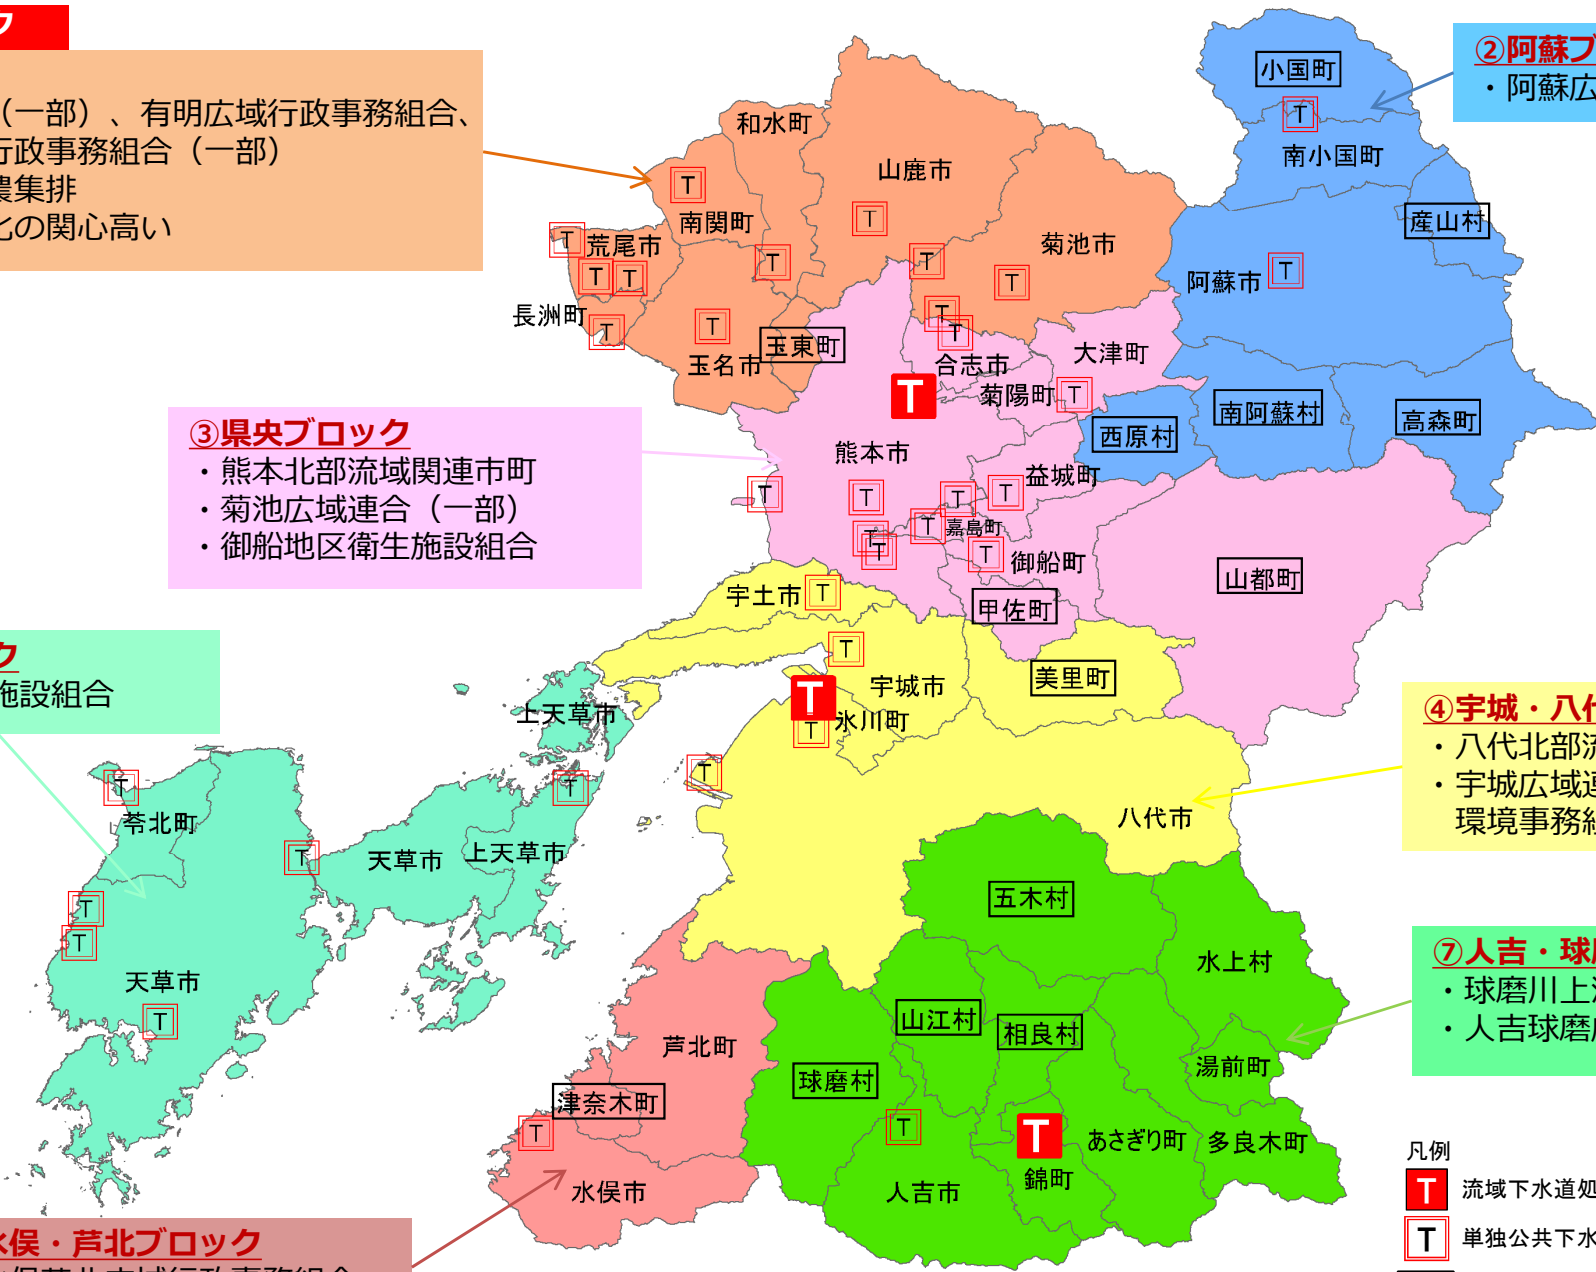 ク
（一部）、有明広域行政事務組合、
行政事務組合（一部）
農集排
化の関心高い
②阿蘇ブ
・阿蘇広
小国町
T
南小国町
産山村
阿蘇市 T
和水町
山鹿市
T
T
南関町
菊池市
T 荒尾市
T T
T
T
T
長洲町
T
T
玉名市
玉東町
T
T
合志市
大津町
T
菊陽町 T
西原村
南阿蘇村
高森町
③県央ブロック
・熊本北部流域関連市町
・菊池広域連合（一部）
・御船地区衛生施設組合
熊本市
益城町
T
T
T
T
T
嘉島町
T
T
T
御船町
山都町
甲佐町
宇土市 T
T
美里町
宇城市
T
氷川町
T
T
八代市
④宇城・八代
・八代北部流
・宇城広域連
環境事務組
ク
施設組合
上天草市
T
T
苓北町
T
天草市
上天草市
T
T
天草市
T
五木村
水上村
⑦人吉・球磨
・球磨川上流
・人吉球磨広
山江村
相良村
湯前町
球磨村
芦北町
津奈木町
T
T
T
あさぎり町
多良木町
錦町
人吉市
水俣市
水俣・芦北ブロック
凡例
T 流域下水道処
T 単独公共下水